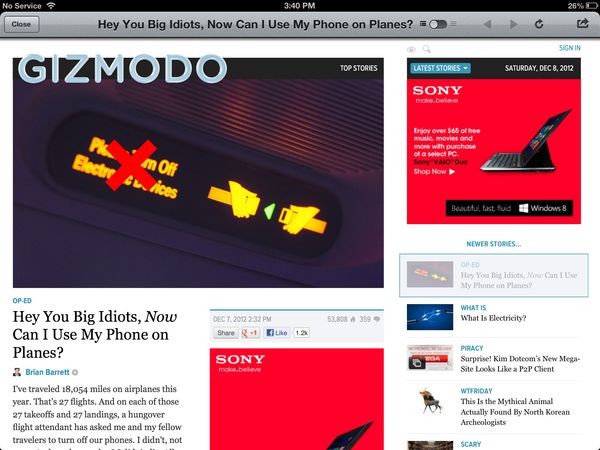 No Service 3:40 PM 26%
Close Hey You Big Idiots, Now Can I Use My Phone on Planes?
SIGN IN
GIZMODO
TOP STORIES
LATEST STORIES SATURDAY, DEC 8, 2012
Off
SONY
make.believe
Enjoy over $65 of free
music, movies and
more with purchase
of a select PC.
Sony VAIO Duo
Shop Now
Beautiful, fast, fluid Windows 8
NEWER STORIES...
OP-ED
Hey You Big Idiots, Now Can I Use
My Phone on Planes?
WHAT IS
What Is Electricity?
PIRACY
Surprise! Kim Dotcom's New Mega-
Site Looks Like a P2P Client
WTFRIDAY
This Is the Mythical Animal
Actually Found By North Korean
Archeologists
SCARY
OP-ED
Hey You Big Idiots, Now
Can I Use My Phone on
Planes?
Brian Barrett
I've traveled 18,054 miles on airplanes this
year. That's 27 flights. And on each of those
27 takeoffs and 27 landings, a hungover
flight attendant has asked me and my fellow
travelers to turn off our phones. I didn't, not
DEC 7, 2012 2:32 PM 53,808 359
Share +1 Like 1.2k
SONY
make.believe